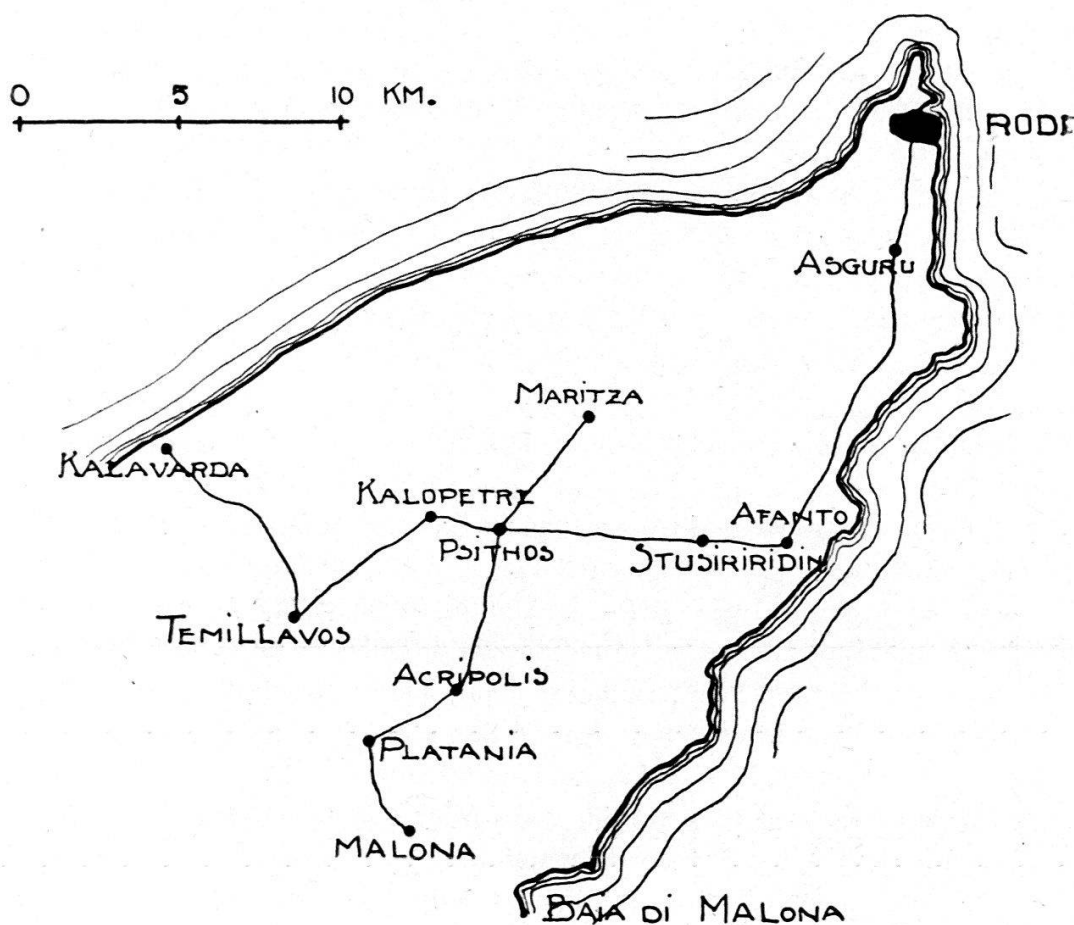 0 5 10 KM.
RODI
ASGURU
MARITZA
KALAVARDA
KALOPETRE
AFANTO
PSITHOS
STUSIRIRIDIN
TEMILLAVOS
ACRIPOLIS
PLATANIA
MALONA
BAIA DI MALONA